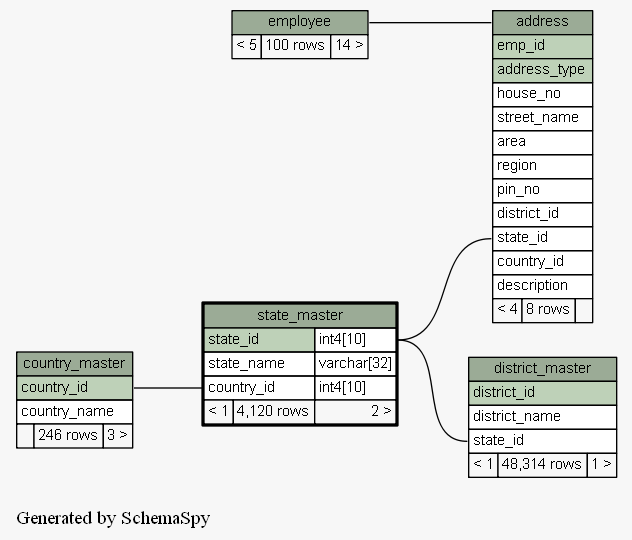 employee
< 5 100 rows 14 >
address
emp_id
address_type
house_no
street_name
area
region
pin_no
district_id
state_id
country_id
description
< 4 8 rows
state_master
state_id int4[10]
state_name varchar[32]
country_id int4[10]
< 1 4,120 rows 2 >
country_master
country_id
country_name
246 rows 3 >
district_master
district_id
district_name
state_id
< 1 48,314 rows 1 >
Generated by SchemaSpy